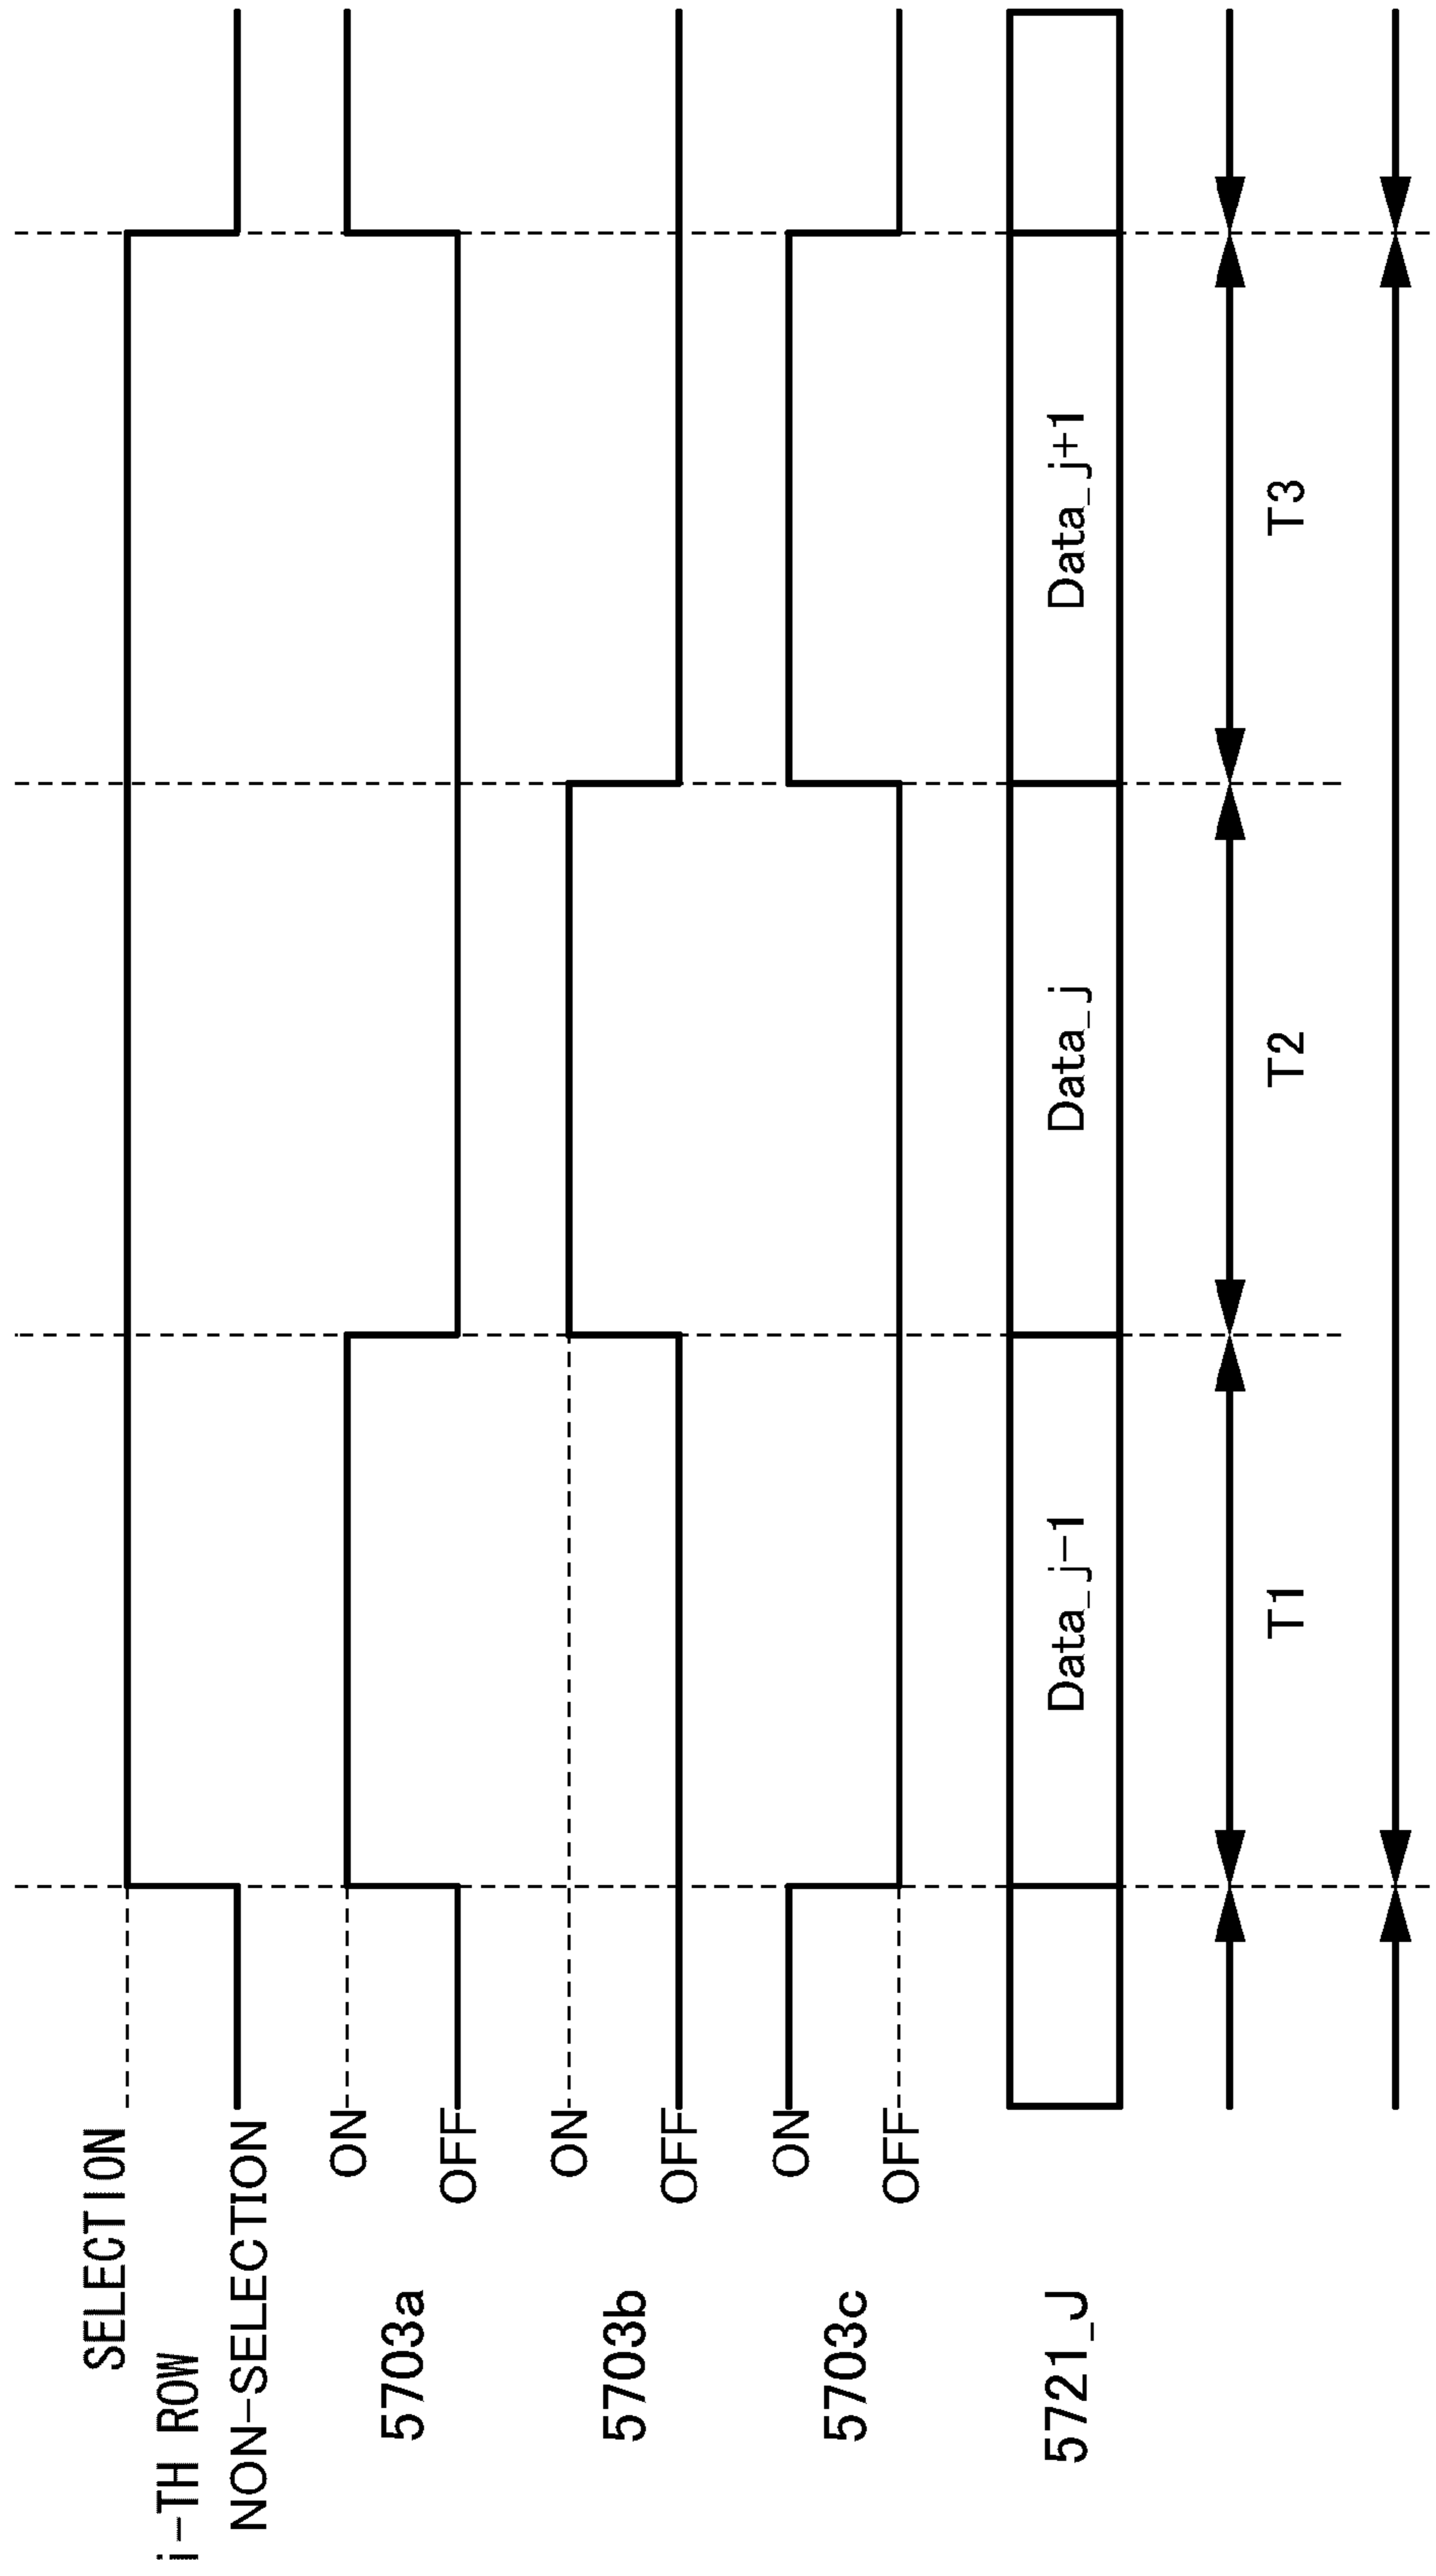 SELECTION
i-TH ROW
NON-SELECTION
ON
5703a
OFF
ON
5703b
OFF
ON
5703c
OFF
5721_J
Data_j-1
Data_j
Data_j+1
T1
T2
T3